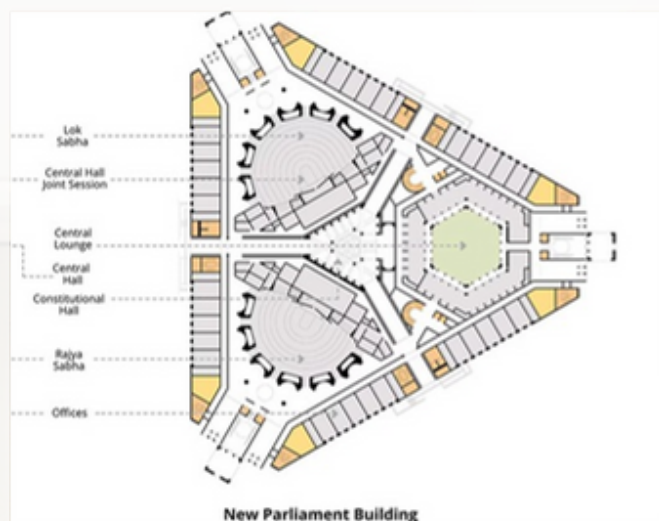 Lok
Sabha
Central Hall
Joint Session
Central
Lounge
Central
Hall
Constitutional
Hall
Rajya
Sabha
Offices
New Parliament Building